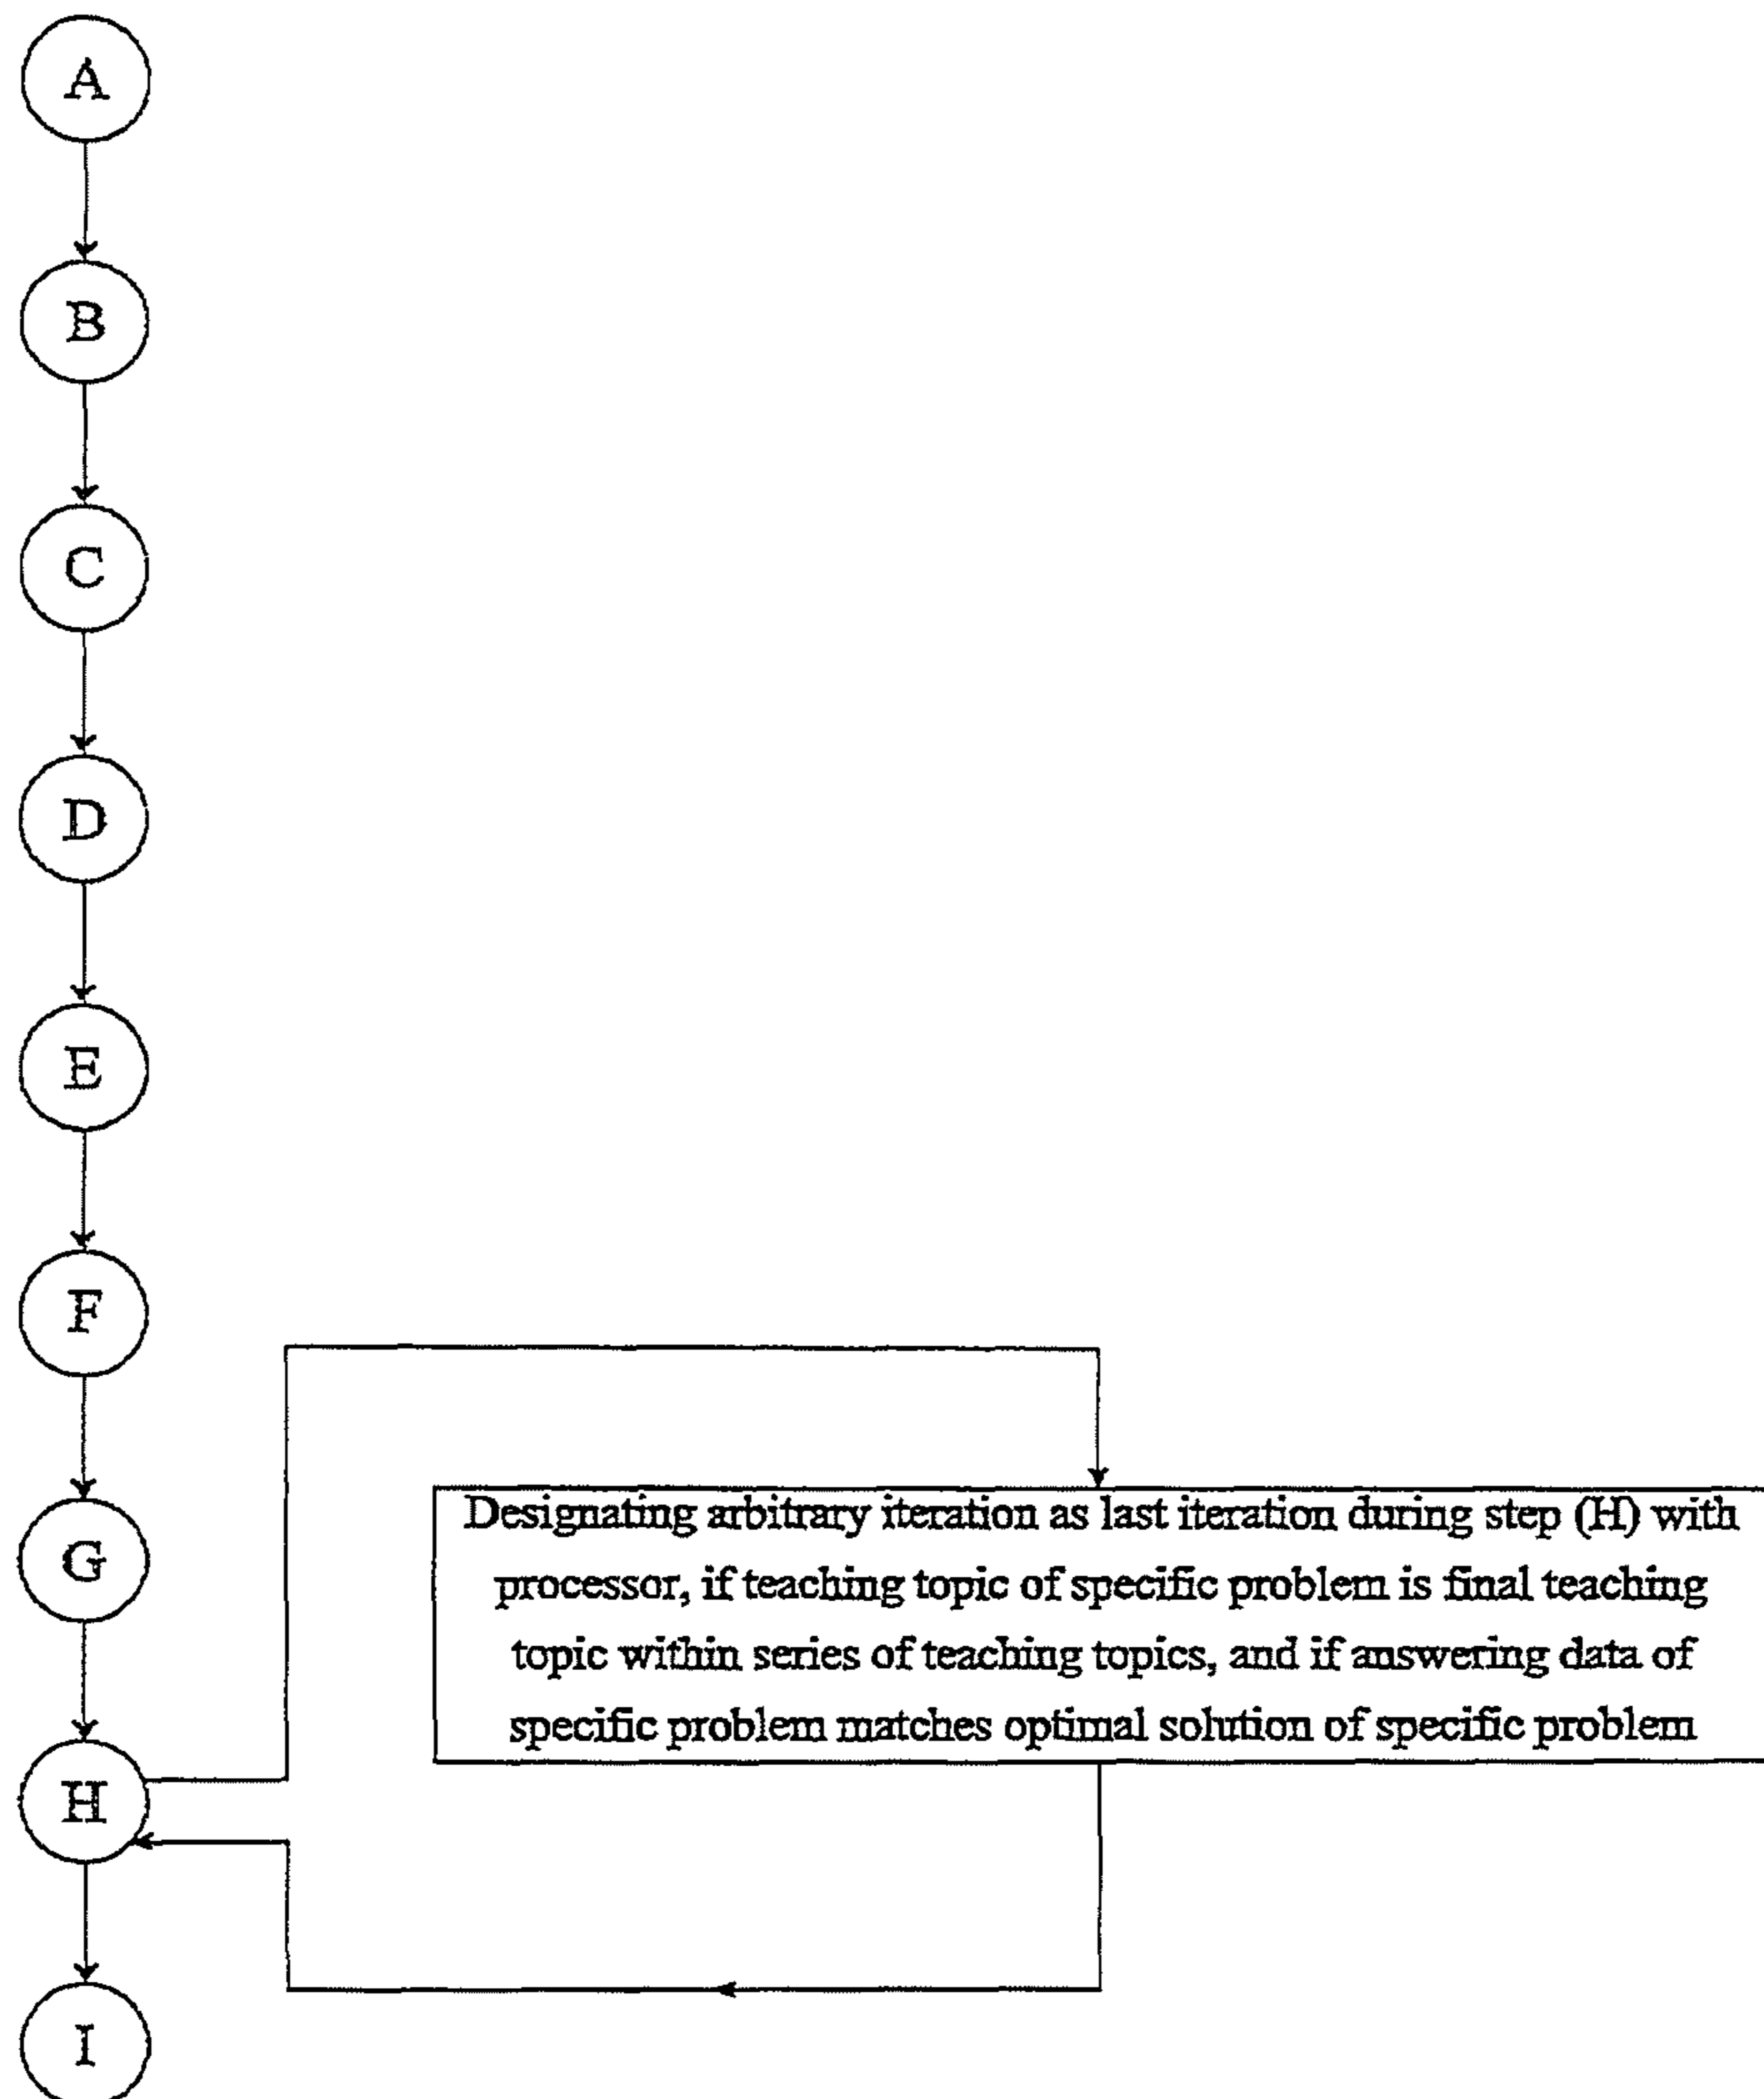 A
B
C
D
E
F
G
Designating arbitrary iteration as last iteration during step (H) with
processor, if teaching topic of specific problem is final teaching
topic within series of teaching topics, and if answering data of
specific problem matches optimal solution of specific problem
H
I